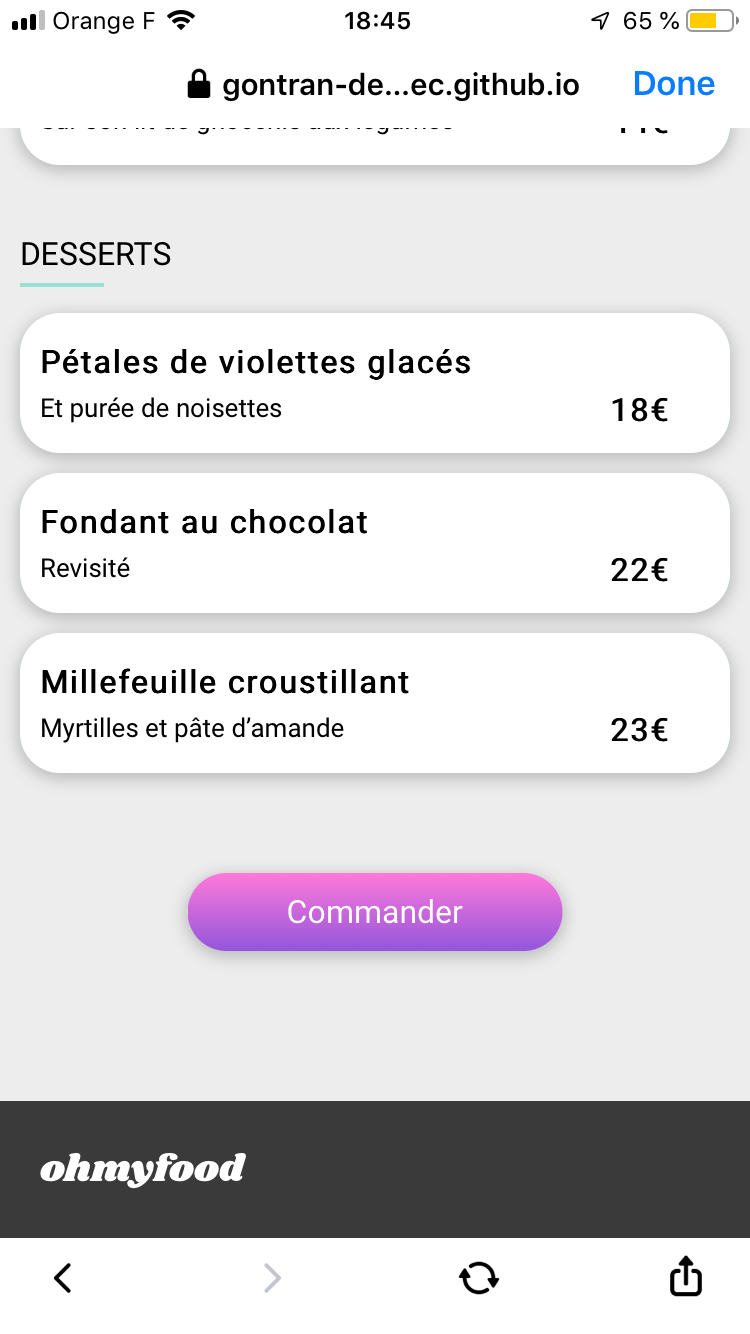 Orange F
18:45
65 %
gontran-de...ec.github.io
Done
DESSERTS
Pétales de violettes glacés
Et purée de noisettes
18€
Fondant au chocolat
Revisité
22€
Millefeuille croustillant
Myrtilles et pâte d’amande
23€
Commander
ohmyfood